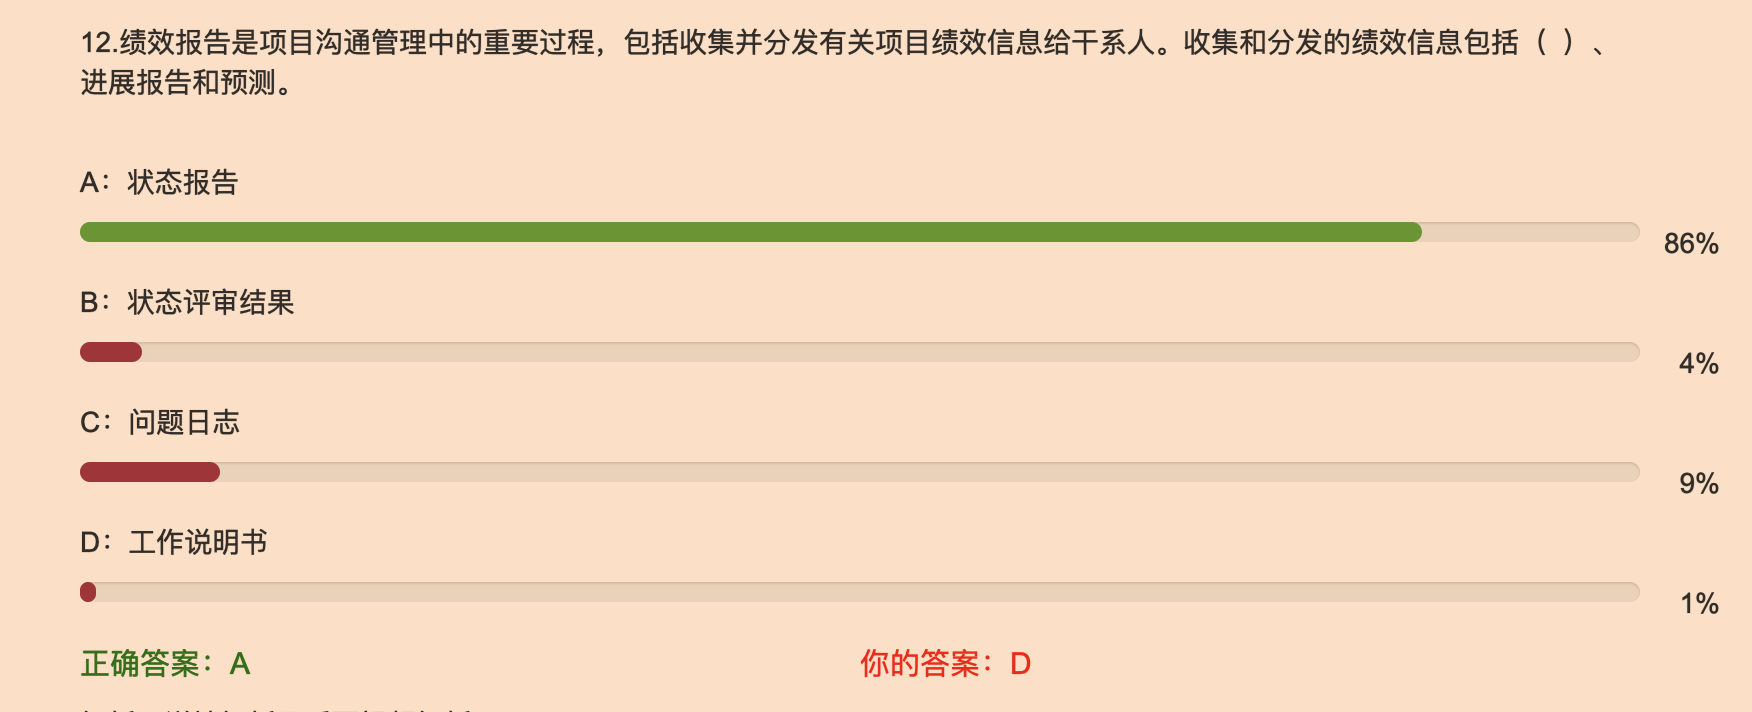 12.绩效报告是项目沟通管理中的重要过程，包括收集并分发有关项目绩效信息给干系人。收集和分发的绩效信息包括（ ）、
进展报告和预测。
A：状态报告
86%
B：状态评审结果
4%
C：问题日志
9%
D：工作说明书
1%
正确答案：A 你的答案：D